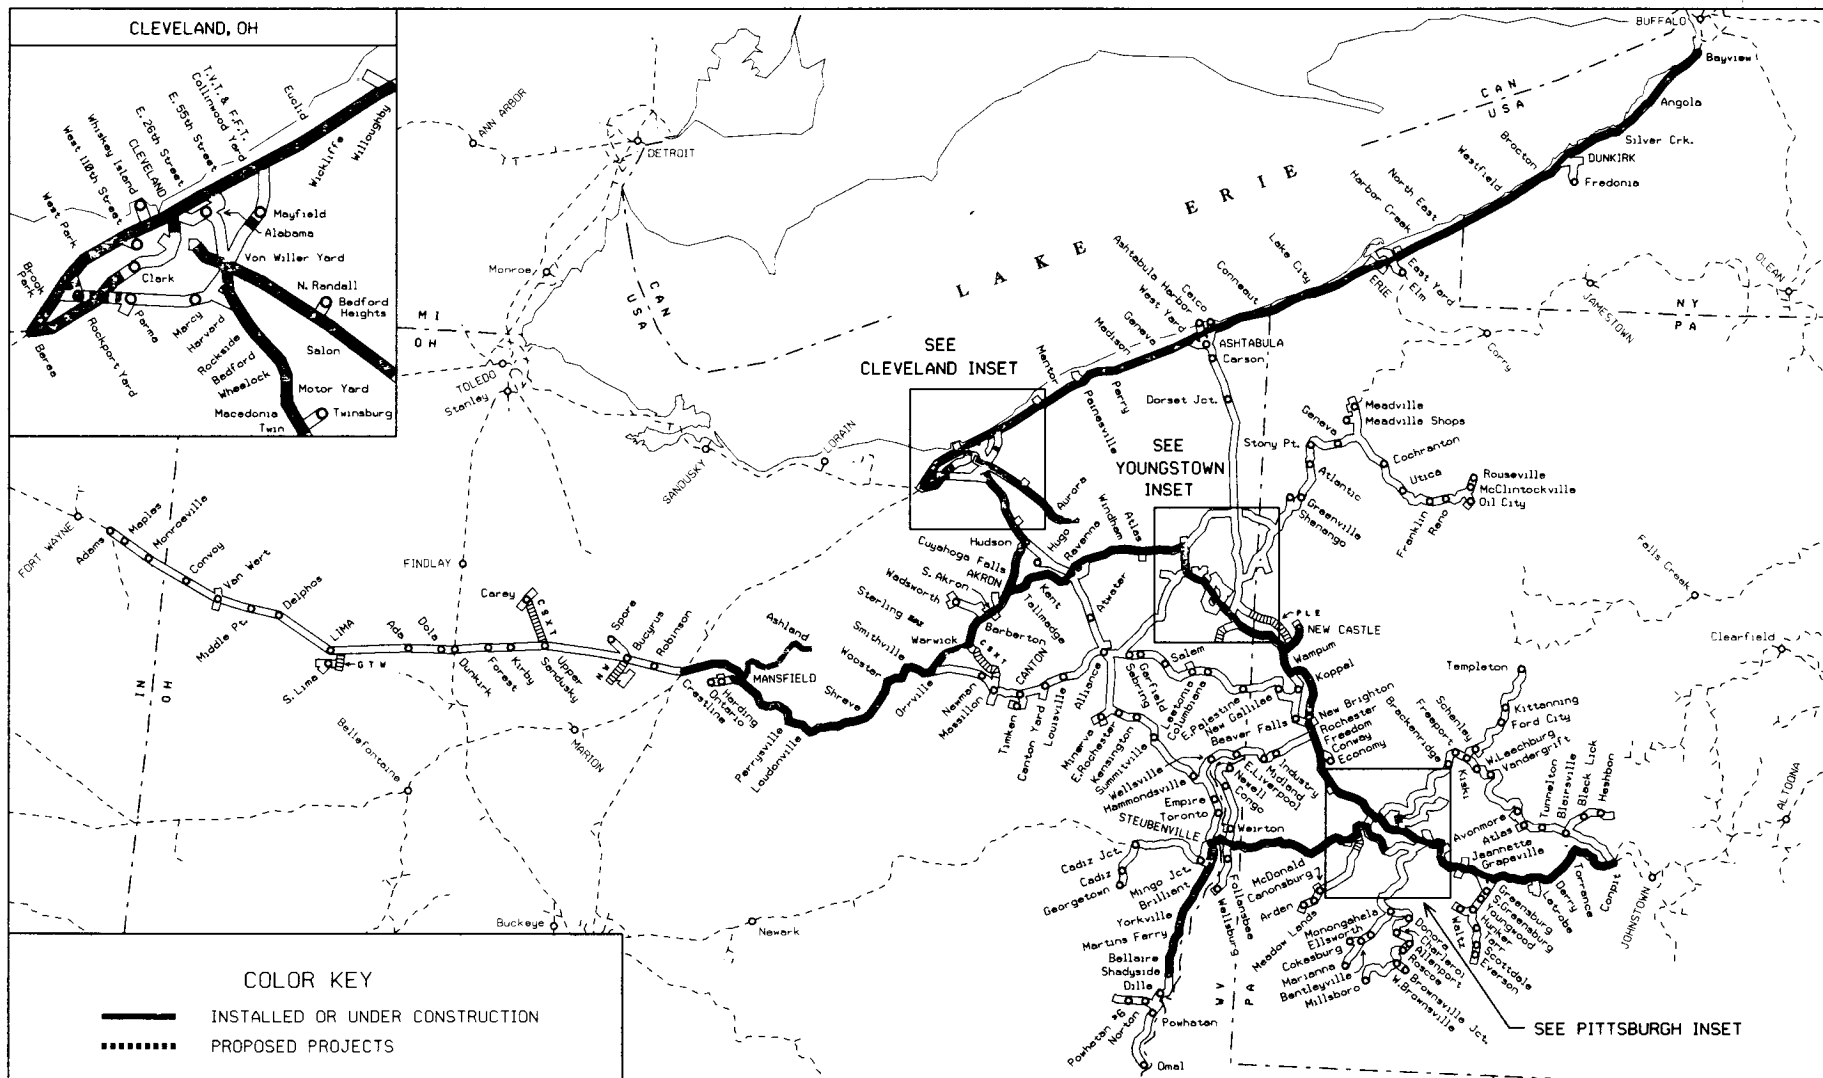 CLEVELAND, OH
T.V.T. & F.F.T.
Collinwood Yard
E. 55th Street
E. 26th Street
CLEVELAND
Whiskey Island
West 110th Street
West Park
Brook Park
Berea
Euclid
Wickliffe
Willoughby
Mayfield
Alabama
Von Willer Yard
Clark
N. Randall
Bedford Heights
Parma
Marcy
Harvard
Rockport Yard
Rockside
Bedford
Wheelock
Solon
Motor Yard
Macedonia
Twin
Twinsburg
ANN ARBOR
DETROIT
Monroe
MI
OH
CAN
USA
TOLEDO
Stanley
SANDUSKY
LORAIN
LAKE ERIE
CAN
USA
BUFFALO
Bayview
Angola
Silver Crk.
DUNKIRK
Fredonia
Brocton
Westfield
North East
Harbor Creek
ERIE
East Yard
Elm
Lake City
Conneaut
Ceico
Ashtabula Harbor
West Yard
Geneva
Madison
Perry
Painesville
Mentor
ASHTABULA
Carson
Dorset Jct.
OLEAN
JAMESTOWN
NY
PA
Corry
SEE
CLEVELAND INSET
SEE
YOUNGSTOWN
INSET
Geneva
Meadville
Meadville Shops
Stony Pt.
Cochranton
Atlantic
Utica
Rouseville
McClintockville
Oil City
Reno
Franklin
Greenville
Shenango
Falls Creek
Clearfield
FORT WAYNE
Adams
Maples
Monroeville
Convoy
Van Wert
Middle Pt.
Delphos
LIMA
S. Lima
GTW
IN
OH
Ada
Dola
Dunkirk
Forest
Kirby
Upper Sandusky
Carey
CSXT
FINDLAY
Spore
Bucyrus
NW
Robinson
Crestline
Ontario
Harding
MANSFIELD
Ashland
Perrysville
Loudonville
Shreve
Wooster
Smithville
Orrville
Sterling
Warwick
CSXT
Wadsworth
S. Akron
AKRON
Barberton
Cuyahoga Falls
Hudson
Hugo
Ravenna
Kent
Tallmadge
Aurora
Windham
Atlas
Atwater
Newman
Massillon
CANTON
Timken
Canton Yard
Louisville
Alliance
Sebring
Garfield
Salem
Leetonia
Columbiana
E. Palestine
New Galilee
Beaver Falls
PLE
NEW CASTLE
Wampum
Koppel
New Brighton
Rochester
Freedom
Conway
Economy
Minerva
E. Rochester
Kensington
Summitville
Wellsville
Hammondsville
Empire
Toronto
STEUBENVILLE
E. Liverpool
Newell
Congo
Midland
Industry
Weirton
Cadiz Jct.
Cadiz
Georgetown
Mingo Jct.
Brilliant
Yorkville
Martins Ferry
Bellaire
Shadyside
Dilles
Powhatan #6
Norton
Powhatan
Omal
Follansbee
Wellsburg
WV
PA
McDonald
Canonsburg
Arden
Meadow Lands
Monongahela
Ellsworth
Cokesburg
Marianna
Bentleyville
Millsboro
Donora
Charleroi
Allenport
Roscoe
Brownsville Jct.
W. Brownsville
Brackenridge
Freeport
Schenley
Templeton
Kittanning
Ford City
W. Leechburg
Vandergrift
Kiski
Avonmore
Atlas
Tunnelton
Blairsville
Black Lick
Heshbon
Jeannette
Grapeville
Greensburg
S. Greensburg
Youngwood
Hunker
Tarr
Scottdale
Everson
Waltz
Latrobe
Derry
Torrance
Conpit
JOHNSTOWN
ALTOONA
SEE PITTSBURGH INSET
Bellefontaine
MARION
Buckeye
Newark
COLOR KEY
INSTALLED OR UNDER CONSTRUCTION
PROPOSED PROJECTS